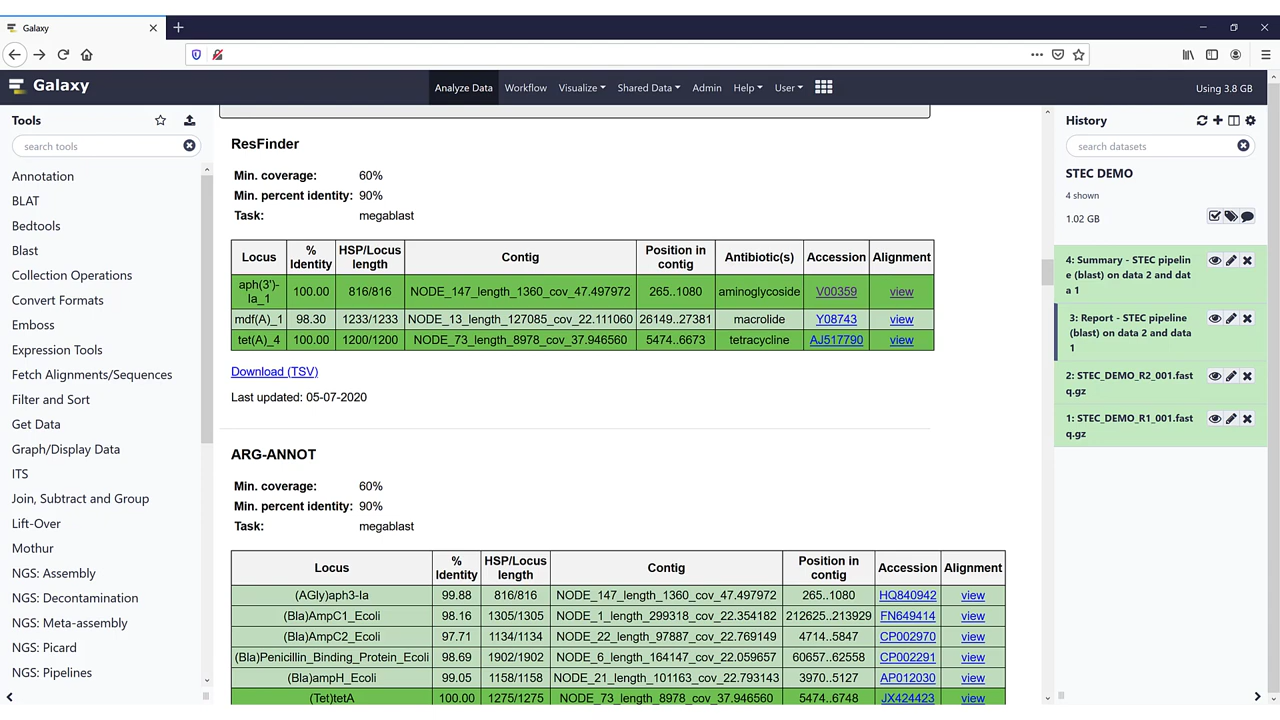 Galaxy
Galaxy
Analyze Data Workflow Visualize Shared Data Admin Help User
Using 3.8 GB
Tools
search tools
Annotation
BLAT
Bedtools
Blast
Collection Operations
Convert Formats
Emboss
Expression Tools
Fetch Alignments/Sequences
Filter and Sort
Get Data
Graph/Display Data
ITS
Join, Subtract and Group
Lift-Over
Mothur
NGS: Assembly
NGS: Decontamination
NGS: Meta-assembly
NGS: Picard
NGS: Pipelines
ResFinder
Min. coverage: 60%
Min. percent identity: 90%
Task: megablast
Locus % Identity HSP/Locus length Contig Position in contig Antibiotic(s) Accession Alignment
aph(3')-Ia_1 100.00 816/816 NODE_147_length_1360_cov_47.497972 265..1080 aminoglycoside V00359 view
mdf(A)_1 98.30 1233/1233 NODE_13_length_127085_cov_22.111060 26149..27381 macrolide Y08743 view
tet(A)_4 100.00 1200/1200 NODE_73_length_8978_cov_37.946560 5474..6673 tetracycline AJ517790 view
Download (TSV)
Last updated: 05-07-2020
ARG-ANNOT
Min. coverage: 60%
Min. percent identity: 90%
Task: megablast
Locus % Identity HSP/Locus length Contig Position in contig Accession Alignment
(AGly)aph3-Ia 99.88 816/816 NODE_147_length_1360_cov_47.497972 265..1080 HQ840942 view
(Bla)AmpC1_Ecoli 98.16 1305/1305 NODE_1_length_299318_cov_22.354182 212625..213929 FN649414 view
(Bla)AmpC2_Ecoli 97.71 1134/1134 NODE_22_length_97887_cov_22.769149 4714..5847 CP002970 view
(Bla)Penicillin_Binding_Protein_Ecoli 98.69 1902/1902 NODE_6_length_164147_cov_22.059657 60657..62558 CP002291 view
(Bla)ampH_Ecoli 99.05 1158/1158 NODE_21_length_101163_cov_22.793143 3970..5127 AP012030 view
(Tet)tetA 100.00 1275/1275 NODE_73_length_8978_cov_37.946560 5474..6748 JX424423 view
History
search datasets
STEC DEMO
4 shown
1.02 GB
4: Summary - STEC pipelin
e (blast) on data 2 and dat
a 1
3: Report - STEC pipeline
(blast) on data 2 and data
1
2: STEC_DEMO_R2_001.fast
q.gz
1: STEC_DEMO_R1_001.fast
q.gz